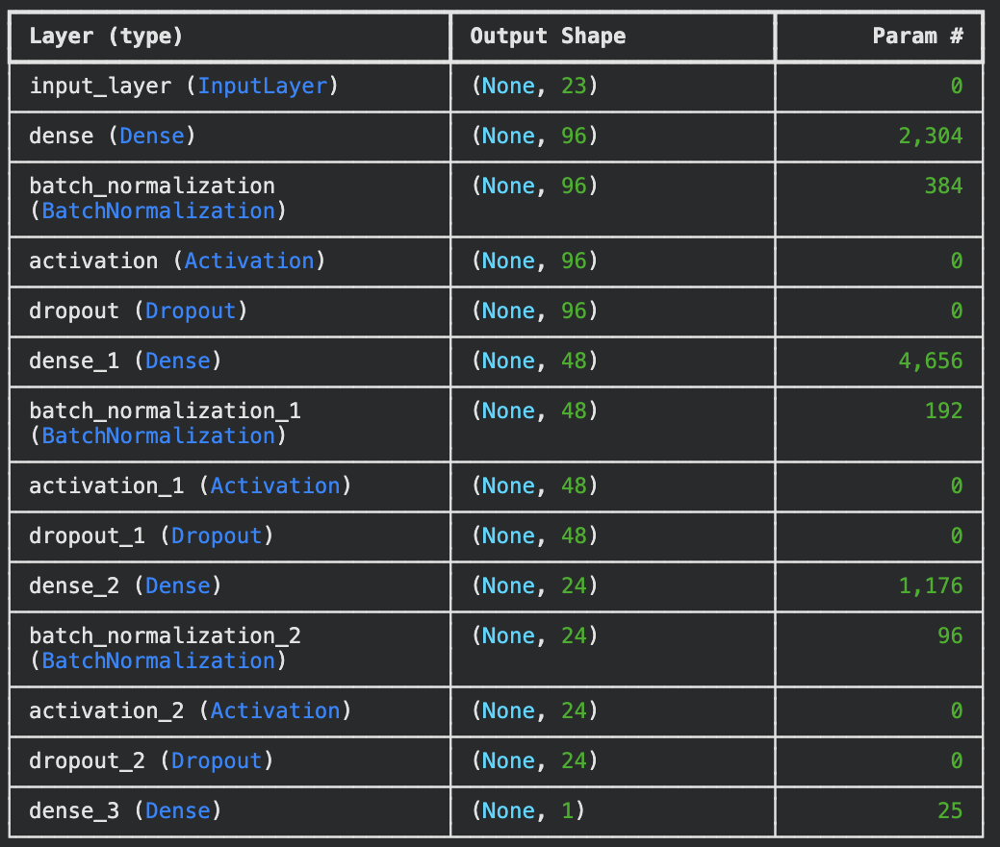 Layer (type) Output Shape Param #
input_layer (InputLayer) (None, 23) 0
dense (Dense) (None, 96) 2,304
batch_normalization (None, 96) 384
(BatchNormalization)
activation (Activation) (None, 96) 0
dropout (Dropout) (None, 96) 0
dense_1 (Dense) (None, 48) 4,656
batch_normalization_1 (None, 48) 192
(BatchNormalization)
activation_1 (Activation) (None, 48) 0
dropout_1 (Dropout) (None, 48) 0
dense_2 (Dense) (None, 24) 1,176
batch_normalization_2 (None, 24) 96
(BatchNormalization)
activation_2 (Activation) (None, 24) 0
dropout_2 (Dropout) (None, 24) 0
dense_3 (Dense) (None, 1) 25